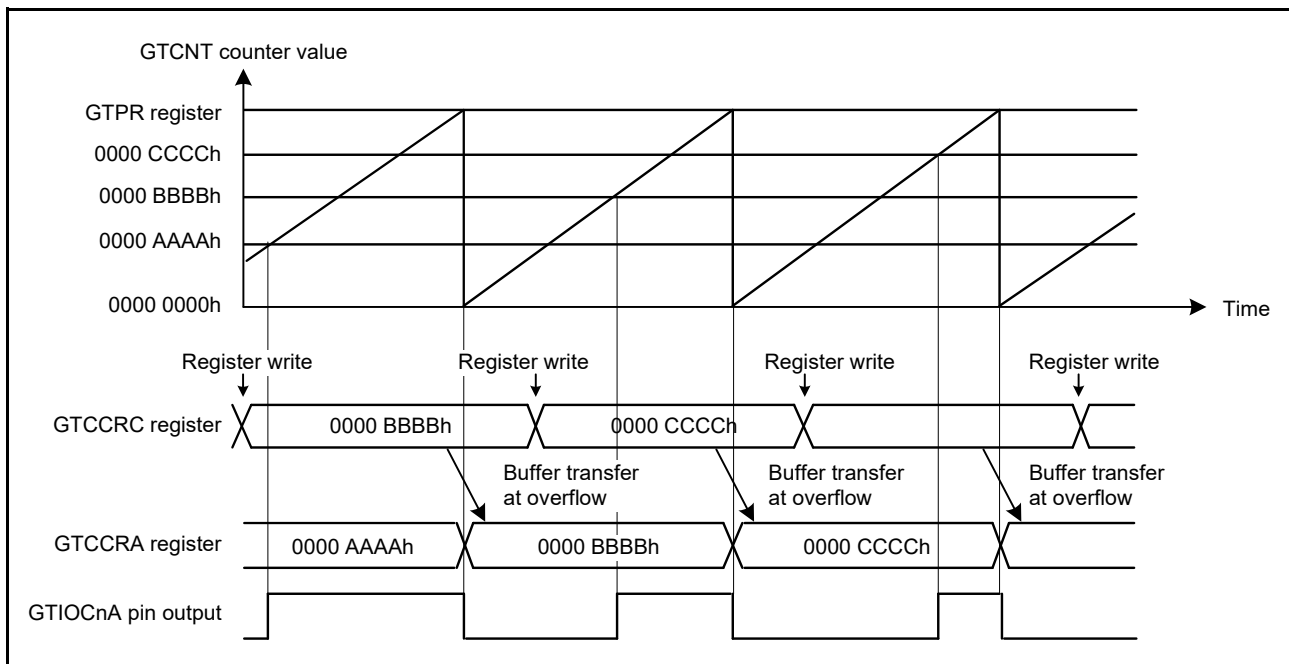 GTCNT counter value
GTPR register
0000 CCCCh
0000 BBBBh
0000 AAAAh
0000 0000h
Time
Register write
Register write
Register write
Register write
GTCCRC register
0000 BBBBh
0000 CCCCh
Buffer transfer
at overflow
Buffer transfer
at overflow
Buffer transfer
at overflow
GTCCRA register
0000 AAAAh
0000 BBBBh
0000 CCCCh
GTIOCnA pin output